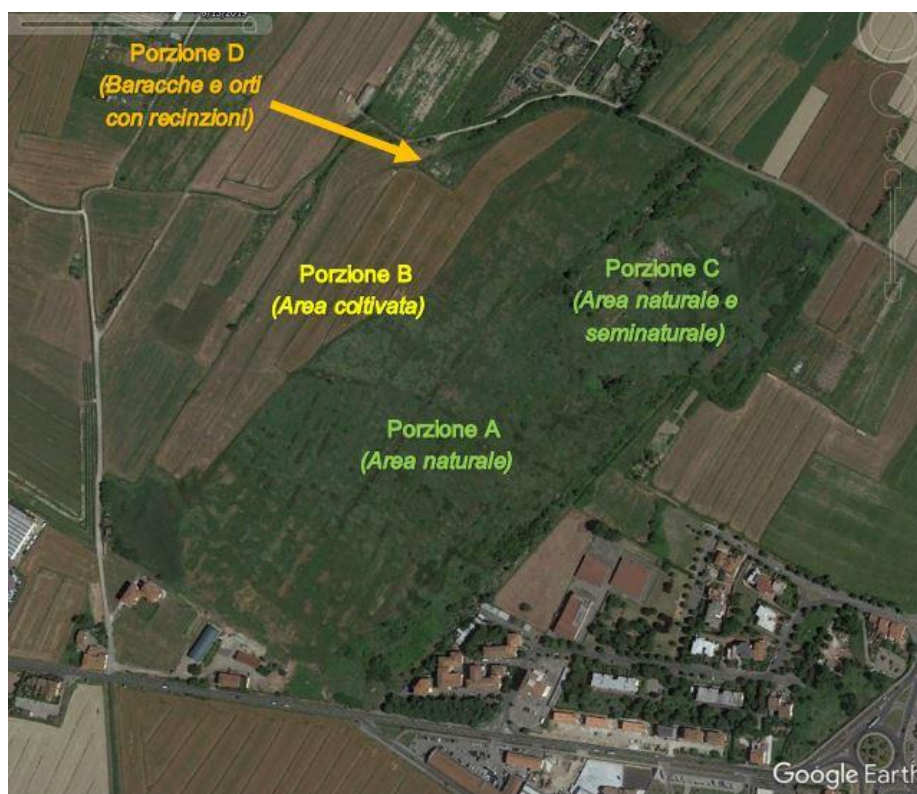 Porzione D
(Baracche e orti
con recinzioni)
Porzione B
(Area coltivata)
Porzione C
(Area naturale e
seminaturale)
Porzione A
(Area naturale)
Google Earth